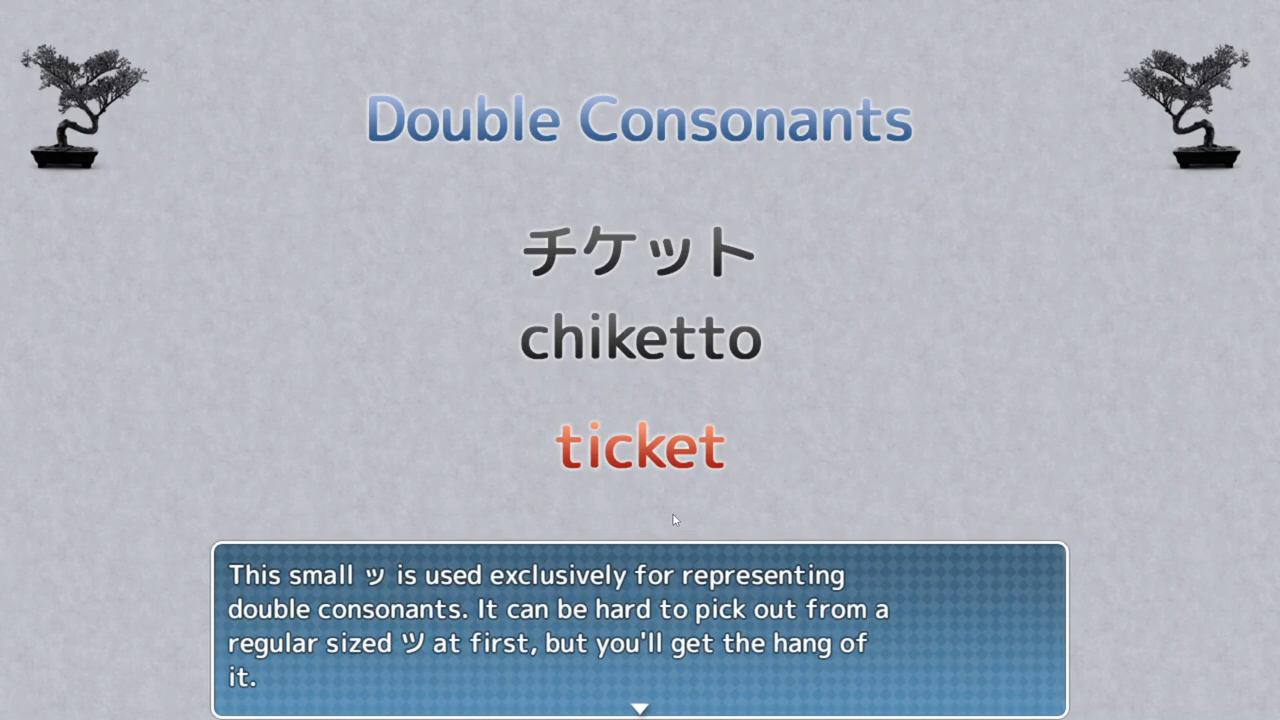 Double Consonants
チケット
chiketto
ticket
This small ッ is used exclusively for representing
double consonants. It can be hard to pick out from a
regular sized ツ at first, but you'll get the hang of
it.